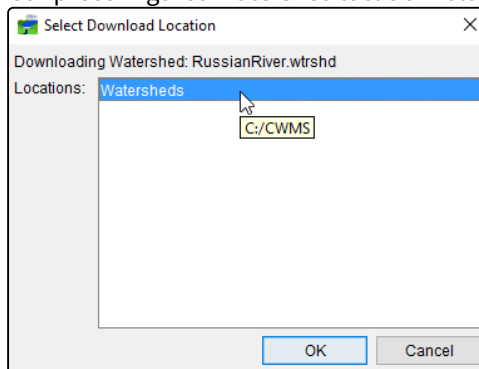 Select Download Location
Downloading Watershed: RussianRiver.wtrshd
Locations: Watersheds
C:/CWMS
OK Cancel